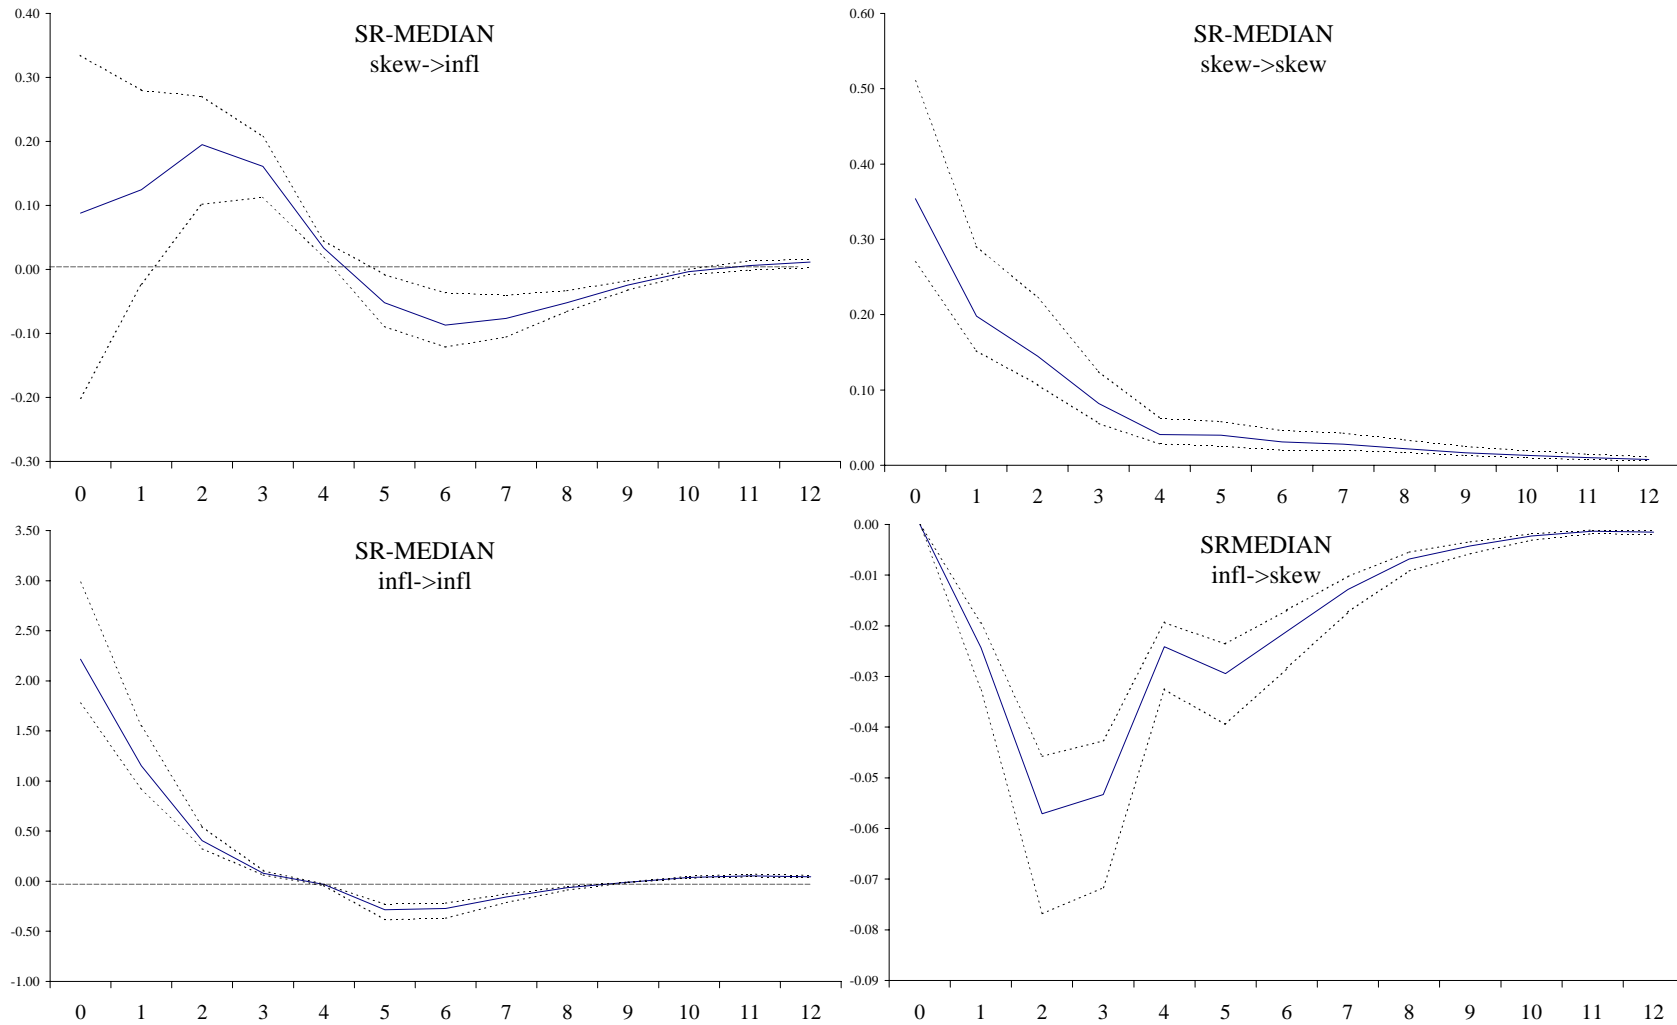 SR-MEDIAN
skew->infl
0.40
0.30
0.20
0.10
0.00
-0.10
-0.20
-0.30
0 1 2 3 4 5 6 7 8 9 10 11 12
SR-MEDIAN
skew->skew
0.60
0.50
0.40
0.30
0.20
0.10
0.00
0 1 2 3 4 5 6 7 8 9 10 11 12
SR-MEDIAN
infl->infl
3.50
3.00
2.50
2.00
1.50
1.00
0.50
0.00
-0.50
-1.00
0 1 2 3 4 5 6 7 8 9 10 11 12
SRMEDIAN
infl->skew
0.00
-0.01
-0.02
-0.03
-0.04
-0.05
-0.06
-0.07
-0.08
-0.09
0 1 2 3 4 5 6 7 8 9 10 11 12